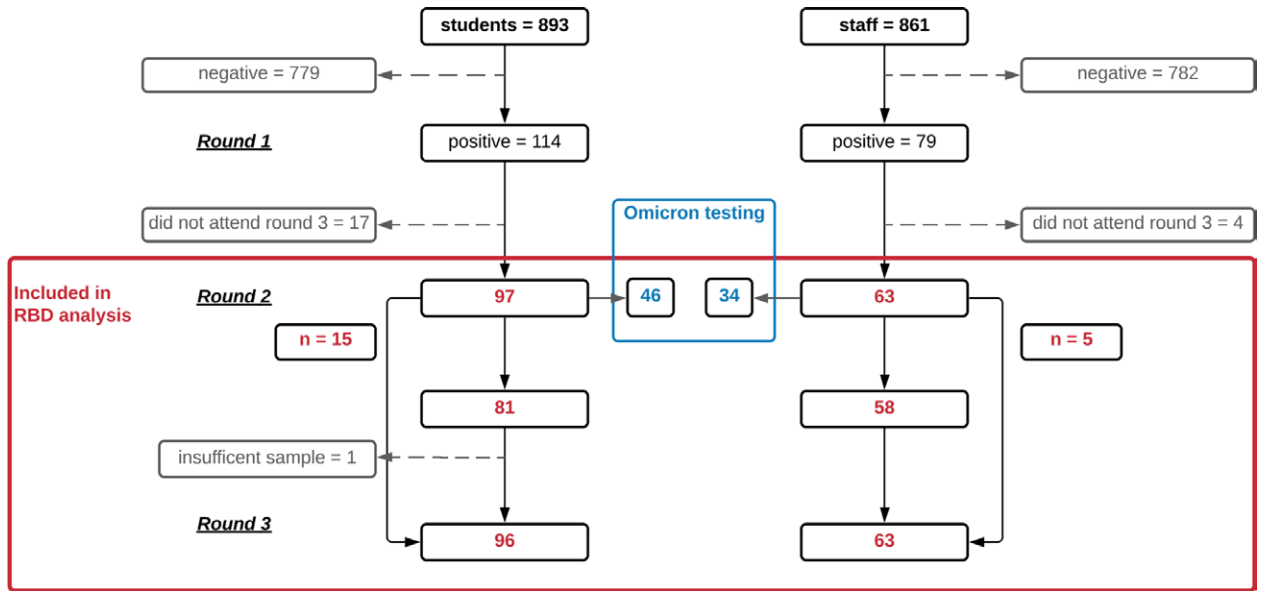 students = 893
staff = 861
negative = 779
negative = 782
Round 1
positive = 114
positive = 79
did not attend round 3 = 17
Omicron testing
did not attend round 3 = 4
Included in
RBD analysis
Round 2
97
46
34
63
n = 15
n = 5
81
58
insufficent sample = 1
Round 3
96
63